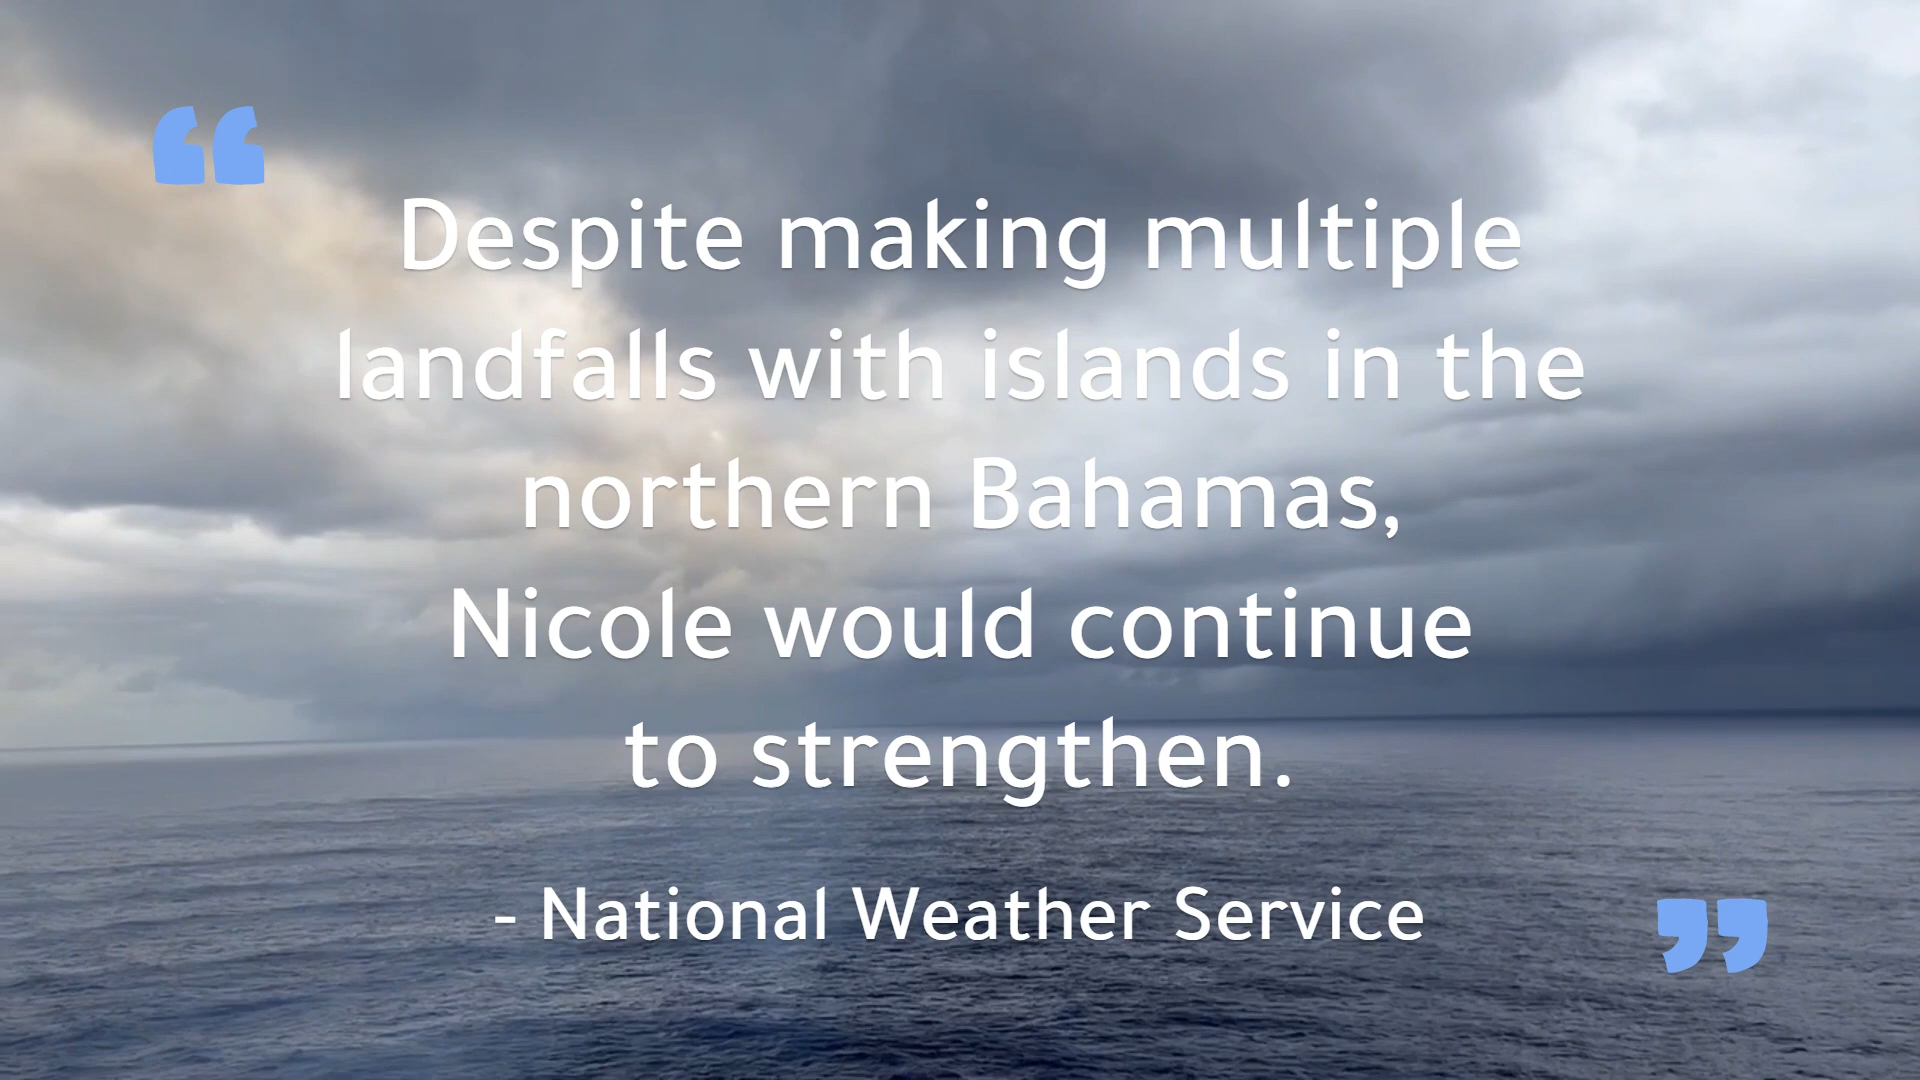 “
Despite making multiple
landfalls with islands in the
northern Bahamas,
Nicole would continue
to strengthen.
- National Weather Service
”